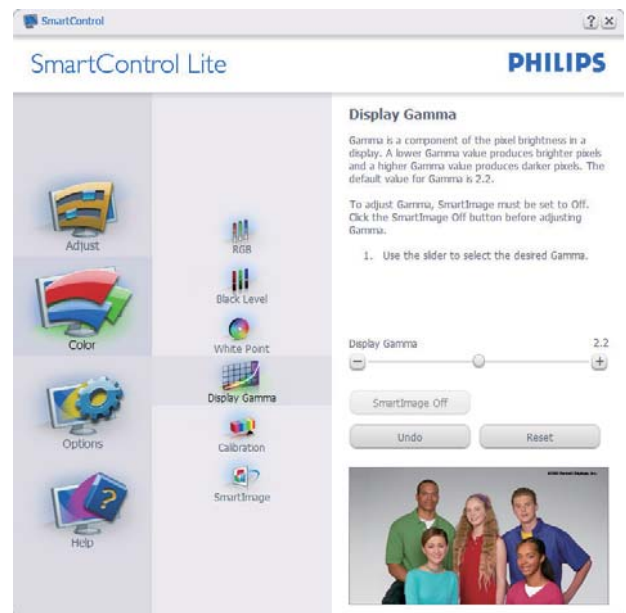 SmartControl
SmartControl Lite
PHILIPS
Adjust
Color
Options
Help
RGB
Black Level
White Point
Display Gamma
Calibration
SmartImage
Display Gamma
Gamma is a component of the pixel brightness in a
display. A lower Gamma value produces brighter pixels
and a higher Gamma value produces darker pixels. The
default value for Gamma is 2.2.
To adjust Gamma, SmartImage must be set to Off.
Click the SmartImage Off button before adjusting
Gamma.
1. Use the slider to select the desired Gamma.
Display Gamma 2.2
SmartImage Off
Undo Reset